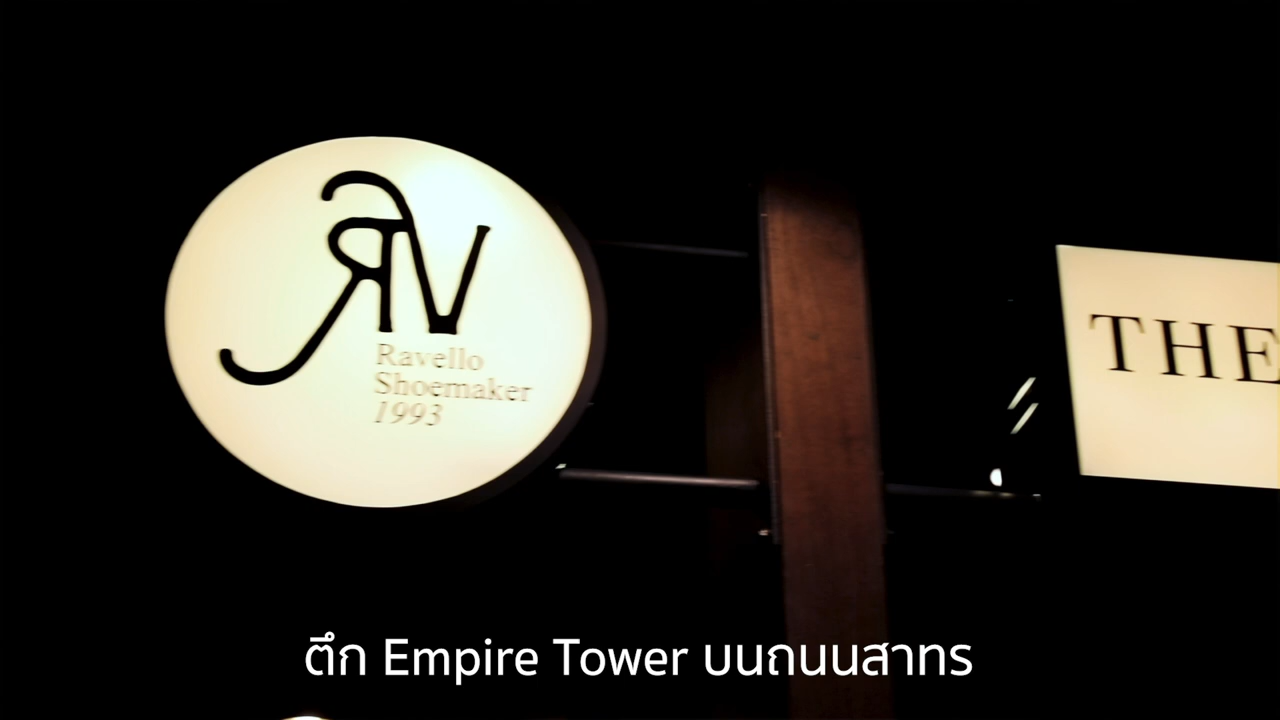 RV
Ravello
Shoemaker
1993
THE
ตึก Empire Tower บนถนนสาทร